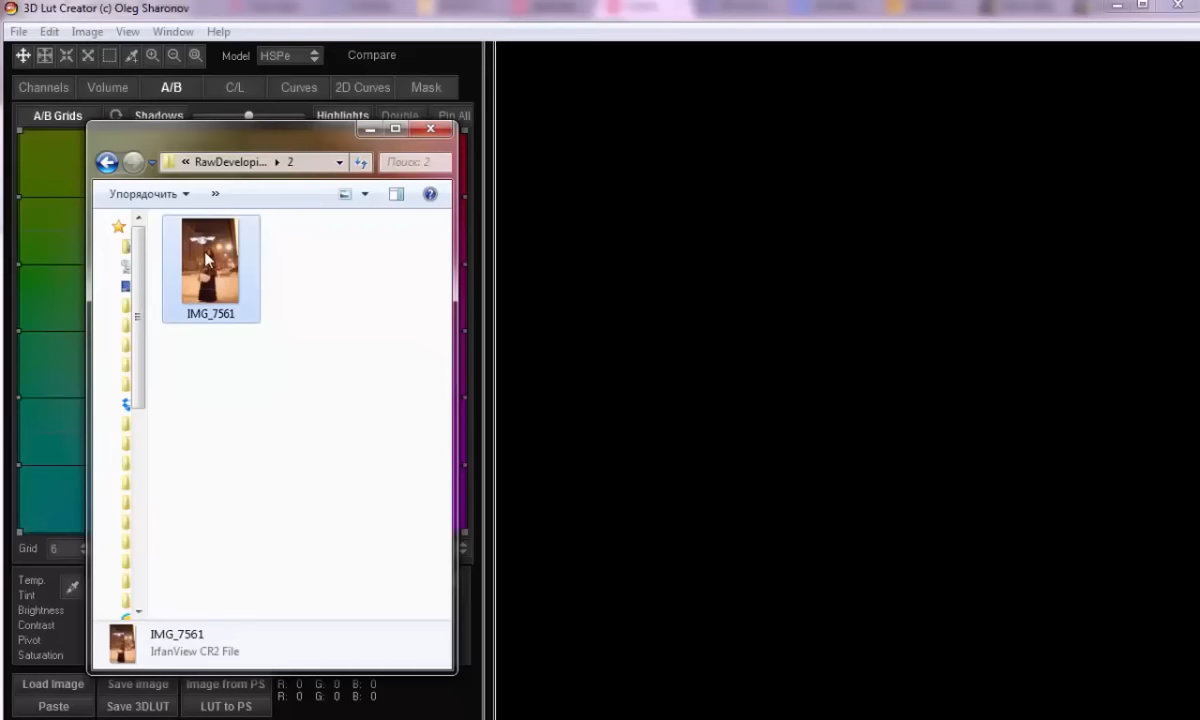 3D Lut Creator (c) Oleg Sharonov
File Edit Image View Window Help
Model HSPe Compare
Channels Volume A/B C/L Curves 2D Curves Mask
A/B Grids Shadows Highlights Double Pin All
« RawDevelopi... 2 Поиск: 2
Упорядочить »
IMG_7561
Grid 6
Temp.
Tint
Brightness
Contrast
Pivot
Saturation
IMG_7561
IrfanView CR2 File
Load Image Save Image Image from PS R: 0 G: 0 B: 0
R: 0 G: 0 B: 0
Paste Save 3DLUT LUT to PS